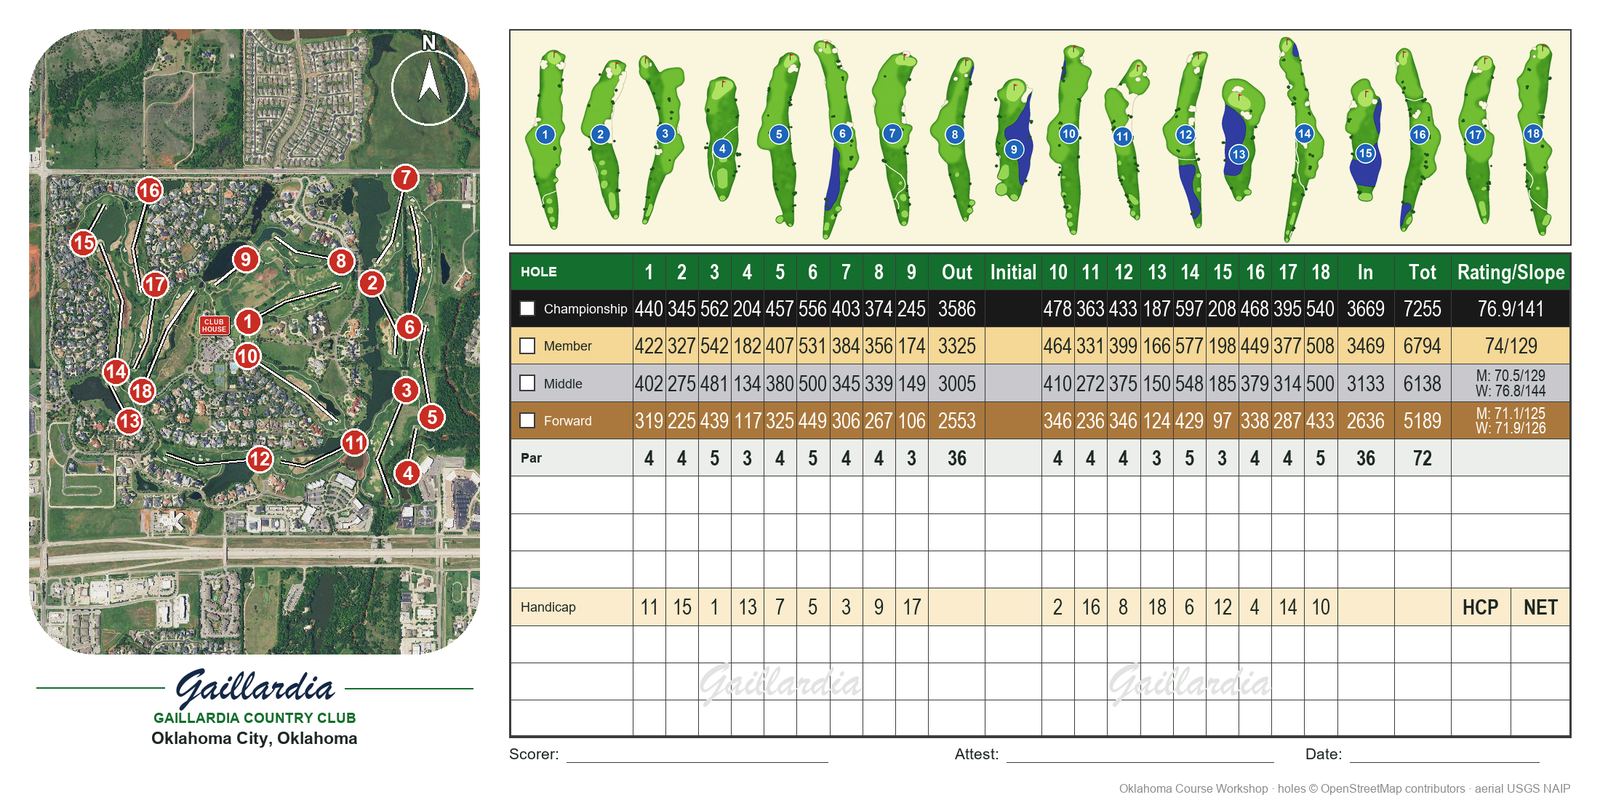 N
16
7
15
9
8
17
2
CLUB
HOUSE
1
6
10
14
18
3
13
5
11
12
4
Gaillardia
GAILLARDIA COUNTRY CLUB
Oklahoma City, Oklahoma
1 2 3 4 5 6 7 8 9 10 11 12 13 14 15 16 17 18
HOLE 1 2 3 4 5 6 7 8 9 Out Initial 10 11 12 13 14 15 16 17 18 In Tot Rating/Slope
Championship 440 345 562 204 457 556 403 374 245 3586 478 363 433 187 597 208 468 395 540 3669 7255 76.9/141
Member 422 327 542 182 407 531 384 356 174 3325 464 331 399 166 577 198 449 377 508 3469 6794 74/129
Middle 402 275 481 134 380 500 345 339 149 3005 410 272 375 150 548 185 379 314 500 3133 6138 M: 70.5/129
W: 76.8/144
Forward 319 225 439 117 325 449 306 267 106 2553 346 236 346 124 429 97 338 287 433 2636 5189 M: 71.1/125
W: 71.9/126
Par 4 4 5 3 4 5 4 4 3 36 4 4 4 3 5 3 4 4 5 36 72
Handicap 11 15 1 13 7 5 3 9 17 2 16 8 18 6 12 4 14 10 HCP NET
Gaillardia Gaillardia
Scorer: Attest: Date:
Oklahoma Course Workshop · holes © OpenStreetMap contributors · aerial USGS NAIP